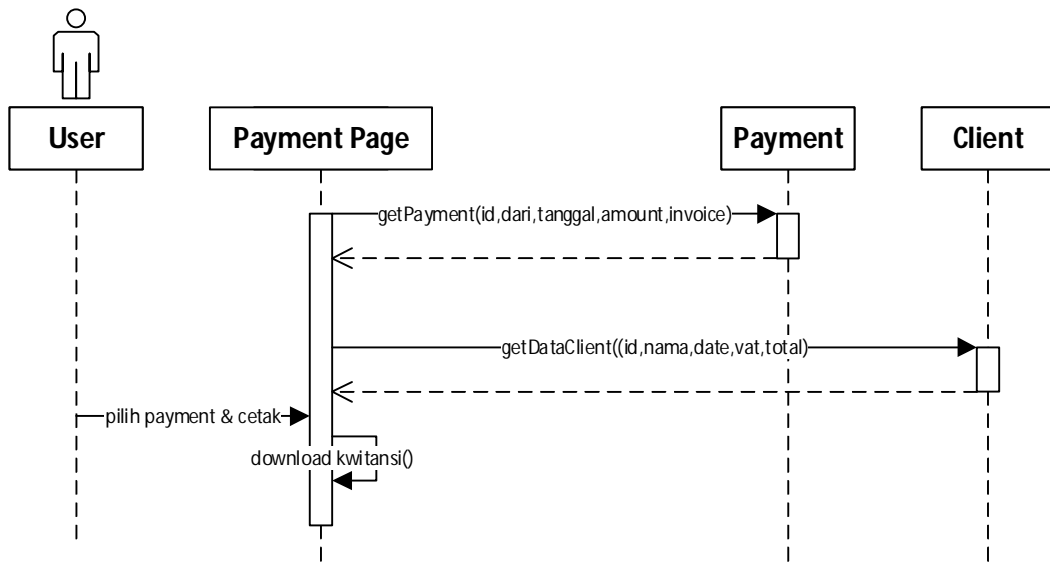 User
Payment Page
Payment
Client
getPayment(id,dari,tanggal,amount,invoice)
getDataClient((id,nama,date,vat,total)
pilih payment & cetak
download kwitansi()